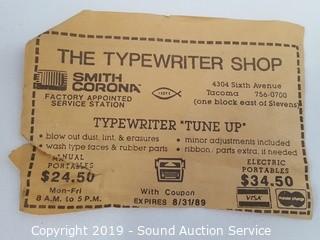 THE TYPEWRITER SHOP
SMITH CORONA
FACTORY APPOINTED
SERVICE STATION
4304 Sixth Avenue
Tacoma 756-0700
(one block east of Stevens)
TYPEWRITER "TUNE UP"
• blow out dust, lint, & erasures
• wash type faces & rubber parts
• minor adjustments included
• ribbon/parts extra, if needed
MANUAL
PORTABLES
$24.50
Mon-Fri
8 A.M. to 5 P.M.
With Coupon
EXPIRES 8/31/89
ELECTRIC
PORTABLES
$34.50
VISA
master charge
Copyright 2019 - Sound Auction Service